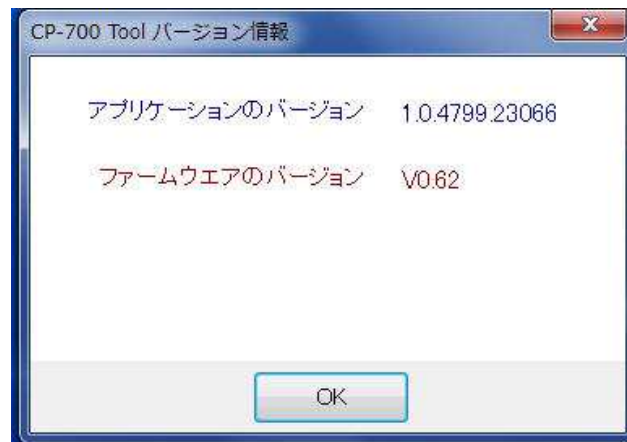 CP-700 Tool バージョン情報
アプリケーションのバージョン 1.0.4799.23066
ファームウエアのバージョン V0.62
OK